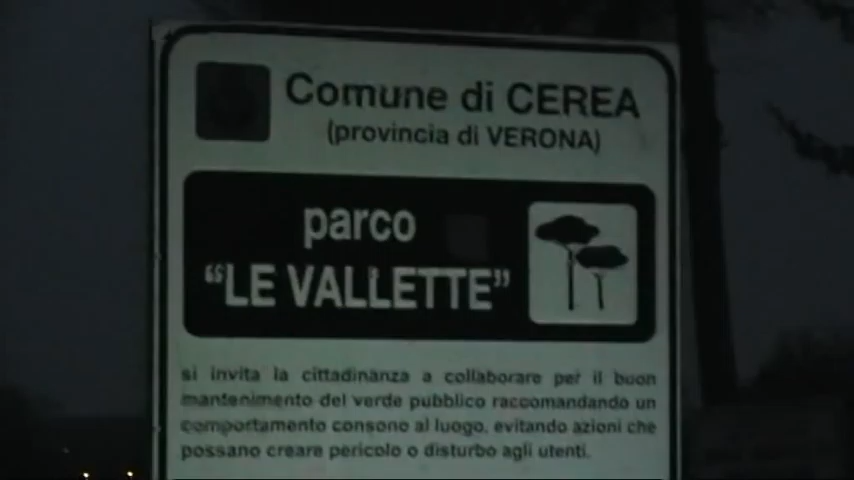 Comune di CEREA
(provincia di VERONA)
parco
“LE VALLETTE”
si invita la cittadinanza a collaborare per il buon
mantenimento del verde pubblico raccomandando un
comportamento consono al luogo, evitando azioni che
possano creare pericolo o disturbo agli utenti.